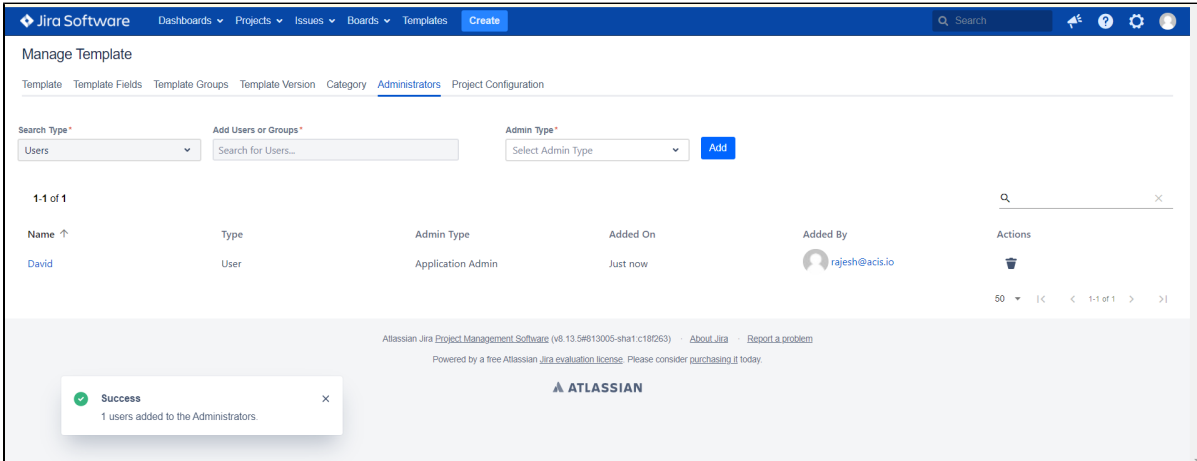 Jira Software Dashboards Projects Issues Boards Templates Create Search
Manage Template
Template Template Fields Template Groups Template Version Category Administrators Project Configuration
Search Type* Add Users or Groups* Admin Type*
Users Search for Users... Select Admin Type Add
1-1 of 1
Name Type Admin Type Added On Added By Actions
David User Application Admin Just now rajesh@acis.io
50 1-1 of 1
Atlassian Jira Project Management Software (v8.13.5#813005-sha1:c18f263) · About Jira · Report a problem
Powered by a free Atlassian Jira evaluation license. Please consider purchasing it today.
ATLASSIAN
Success
1 users added to the Administrators.